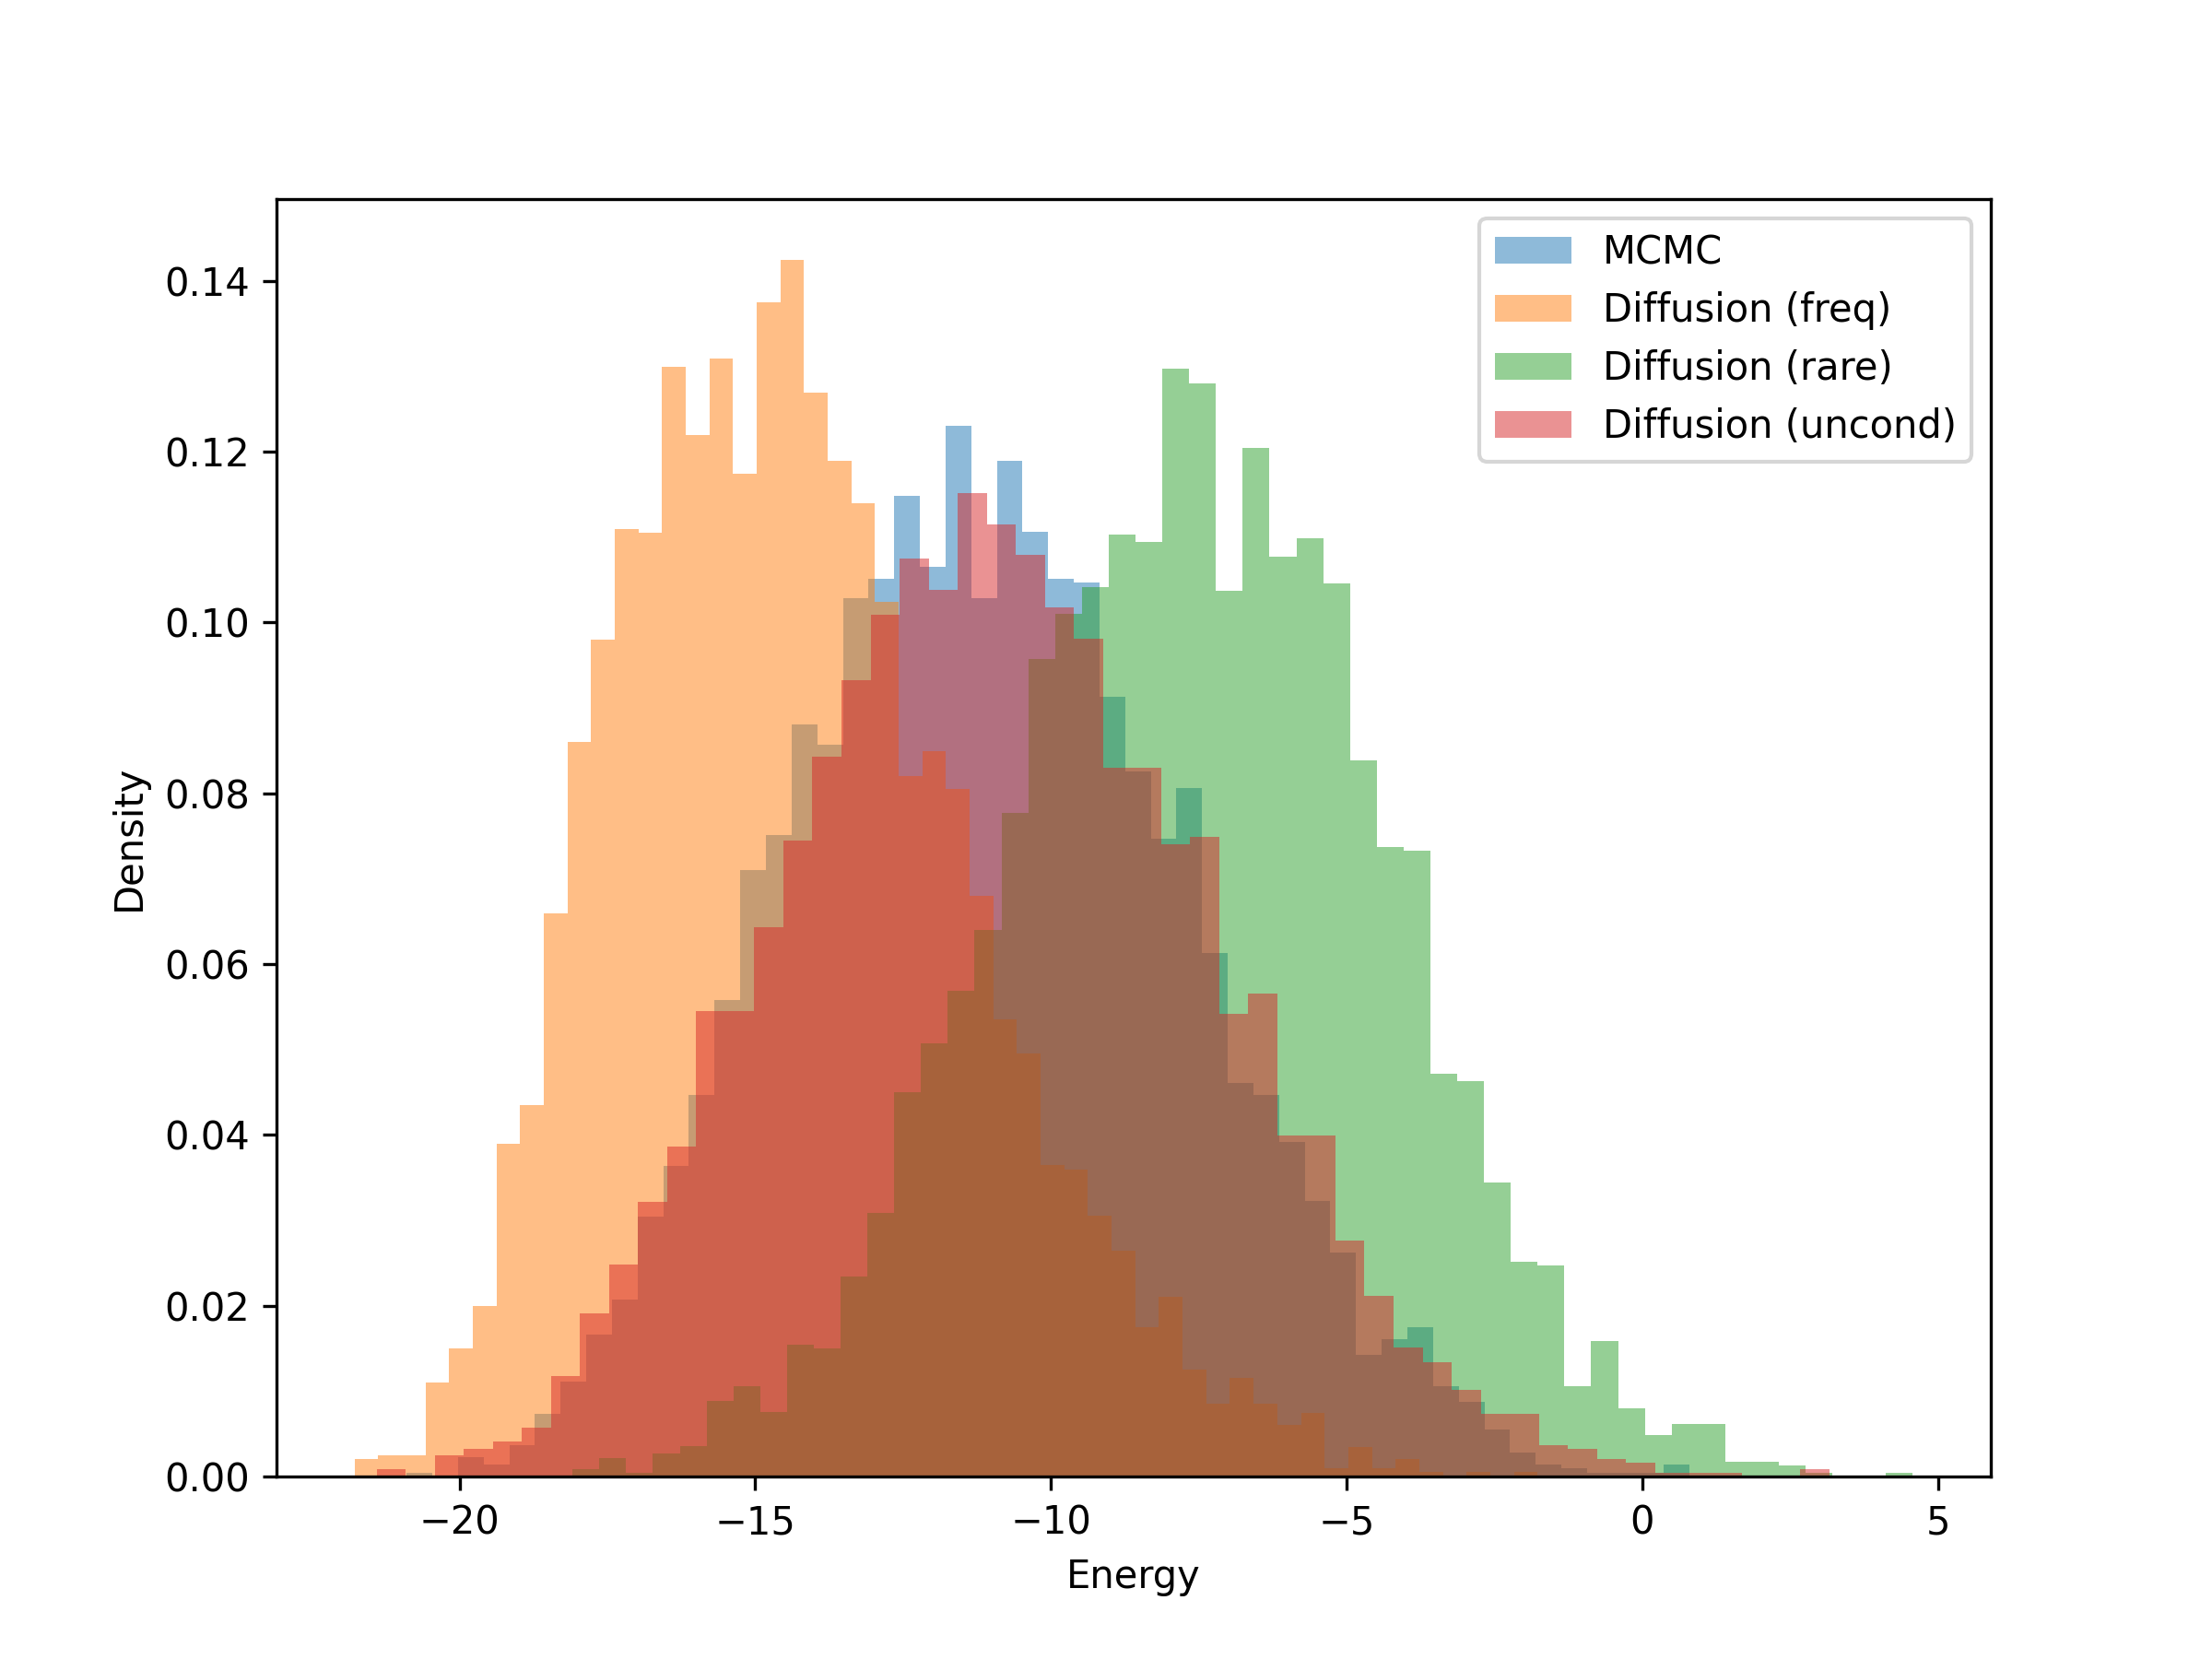 MCMC
Diffusion (freq)
Diffusion (rare)
Diffusion (uncond)
0.14
0.12
0.10
0.08
0.06
0.04
0.02
0.00
Density
−20 −15 −10 −5 0 5
Energy